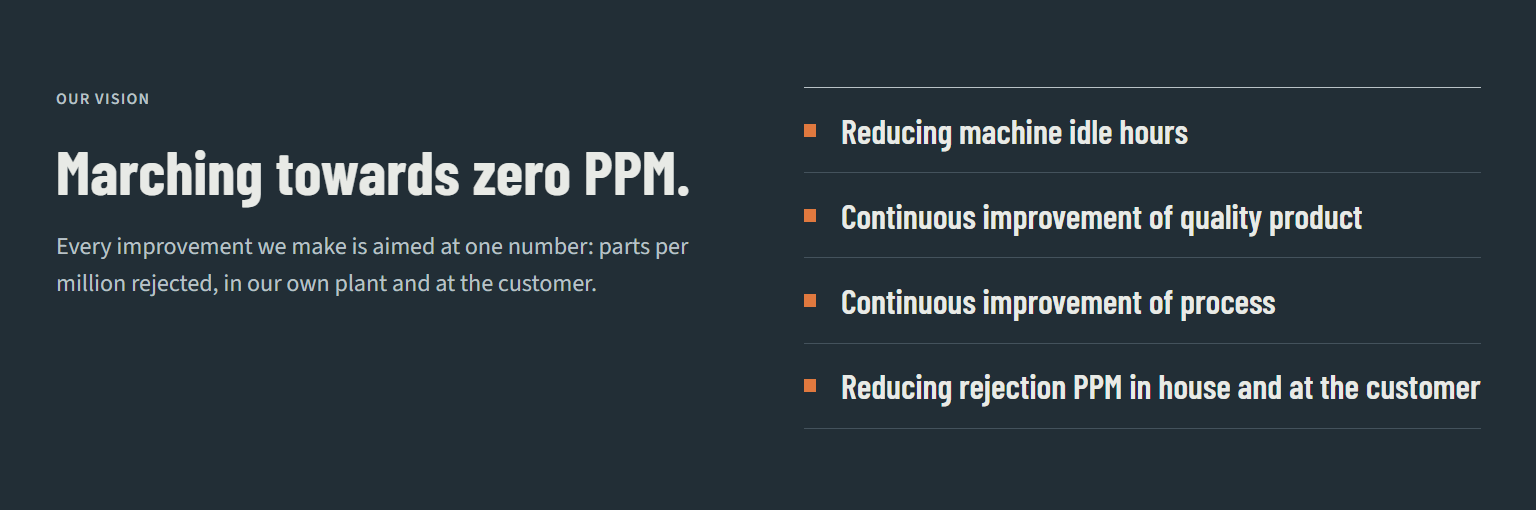 OUR VISION
Marching towards zero PPM.
Every improvement we make is aimed at one number: parts per
million rejected, in our own plant and at the customer.
Reducing machine idle hours
Continuous improvement of quality product
Continuous improvement of process
Reducing rejection PPM in house and at the customer